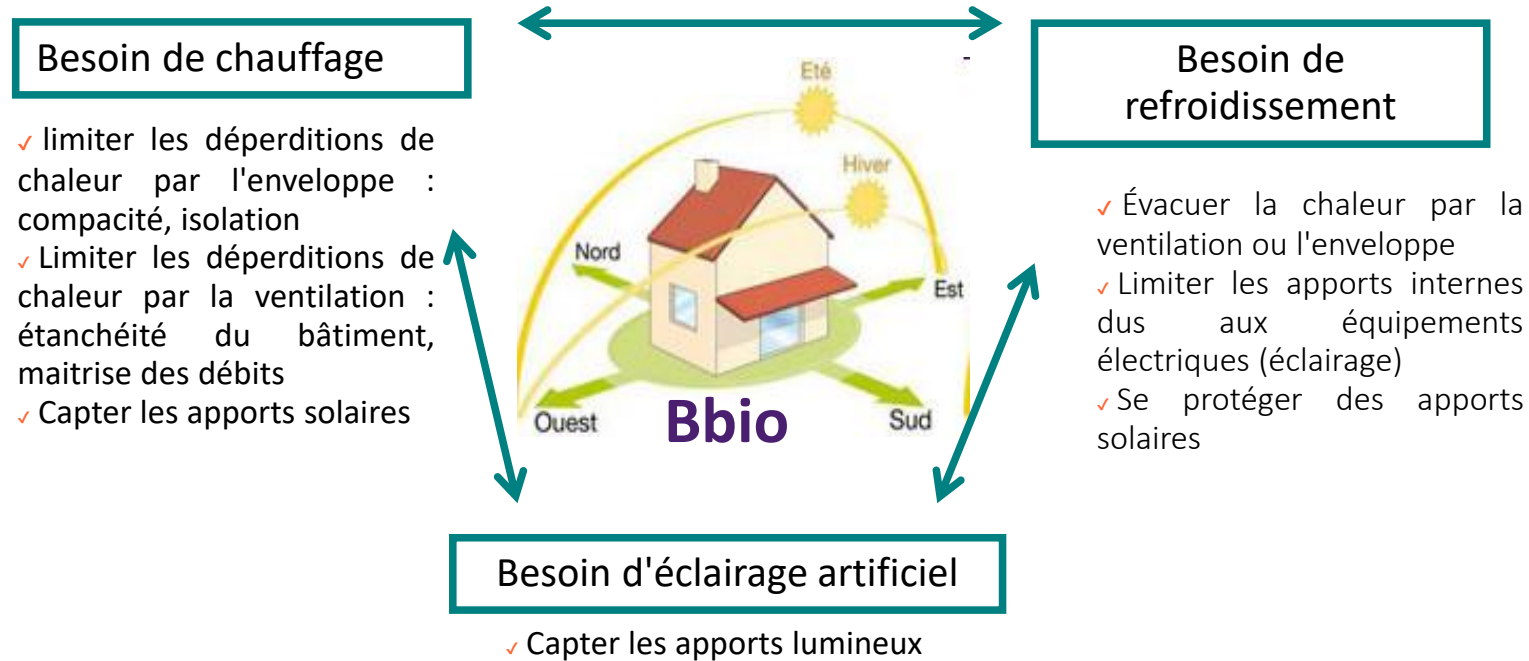 Besoin de chauffage
✓ limiter les déperditions de
chaleur par l'enveloppe :
compacité, isolation
✓ Limiter les déperditions de
chaleur par la ventilation :
étanchéité du bâtiment,
maitrise des débits
✓ Capter les apports solaires
Eté
Hiver
Nord
Est
Ouest
Sud
Bbio
Besoin de
refroidissement
✓ Évacuer la chaleur par la
ventilation ou l'enveloppe
✓ Limiter les apports internes
dus aux équipements
électriques (éclairage)
✓ Se protéger des apports
solaires
Besoin d'éclairage artificiel
✓ Capter les apports lumineux